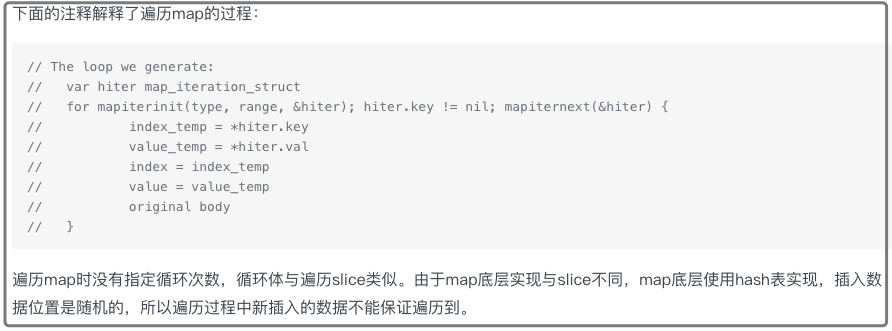 下面的注释解释了遍历map的过程：
// The loop we generate:
//   var hiter map_iteration_struct
//   for mapiterinit(type, range, &hiter); hiter.key != nil; mapiternext(&hiter) {
//           index_temp = *hiter.key
//           value_temp = *hiter.val
//           index = index_temp
//           value = value_temp
//           original body
//   }
遍历map时没有指定循环次数，循环体与遍历slice类似。由于map底层实现与slice不同，map底层使用hash表实现，插入数
据位置是随机的，所以遍历过程中新插入的数据不能保证遍历到。